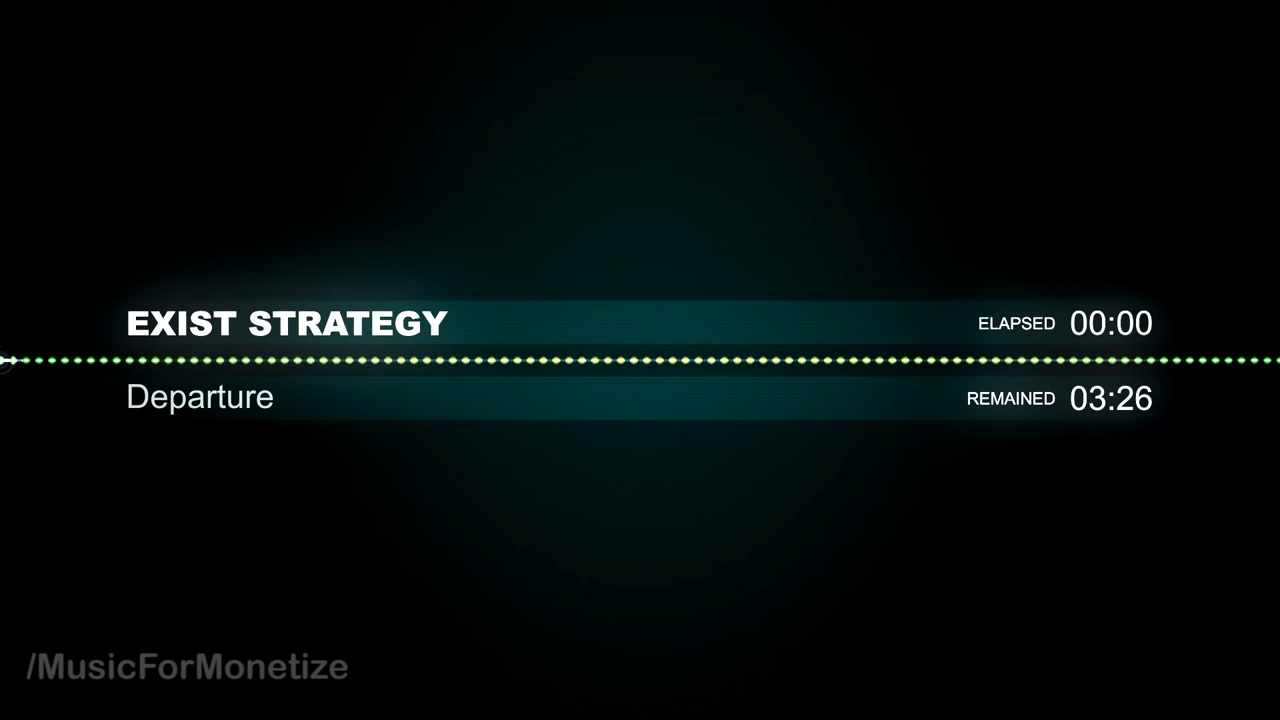 EXIST STRATEGY ELAPSED 00:00
Departure REMAINED 03:26
/MusicForMonetize